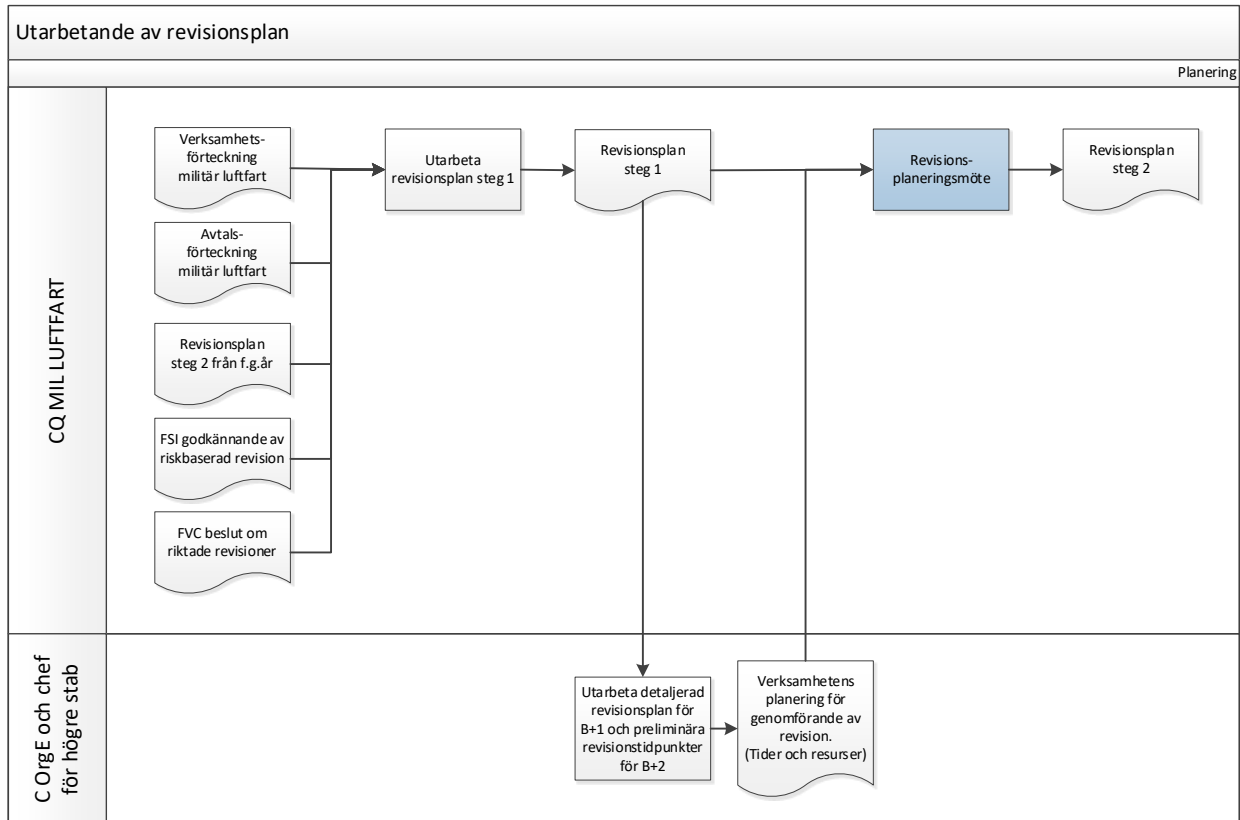 Utarbetande av revisionsplan
Planering
CQ MIL LUFTFART
Verksamhets-
förteckning
militär luftfart
Utarbeta
revisionsplan steg 1
Revisionsplan
steg 1
Revisions-
planeringsmöte
Revisionsplan
steg 2
Avtals-
förteckning
militär luftfart
Revisionsplan
steg 2 från f.g.år
FSI godkännande av
riskbaserad revision
FVC beslut om
riktade revisioner
C OrgE och chef
för högre stab
Utarbeta detaljerad
revisionsplan för
B+1 och preliminära
revisionstidpunkter
för B+2
Verksamhetens
planering för
genomförande av
revision.
(Tider och resurser)